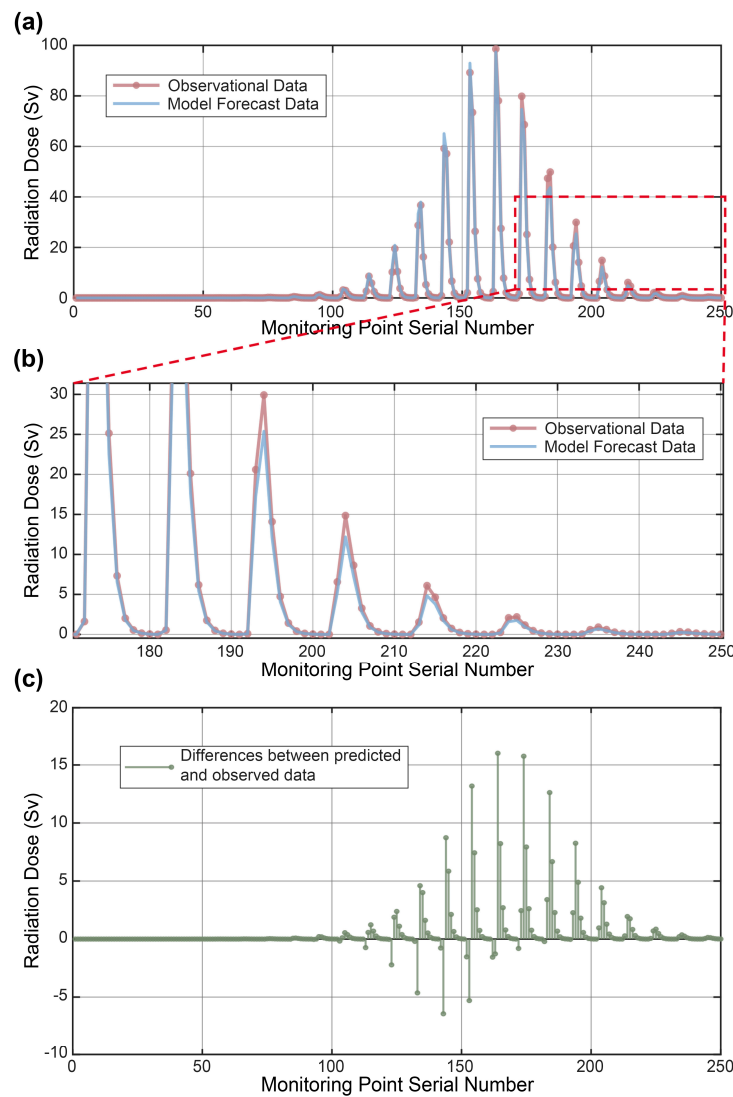 (a)
100
80
60
40
20
0
Radiation Dose (Sv)
Observational Data
Model Forecast Data
0 50 100 150 200 250
Monitoring Point Serial Number
(b)
30
25
20
15
10
5
0
Radiation Dose (Sv)
Observational Data
Model Forecast Data
180 190 200 210 220 230 240 250
Monitoring Point Serial Number
(c)
20
15
10
5
0
-5
-10
Radiation Dose (Sv)
Differences between predicted
and observed data
0 50 100 150 200 250
Monitoring Point Serial Number